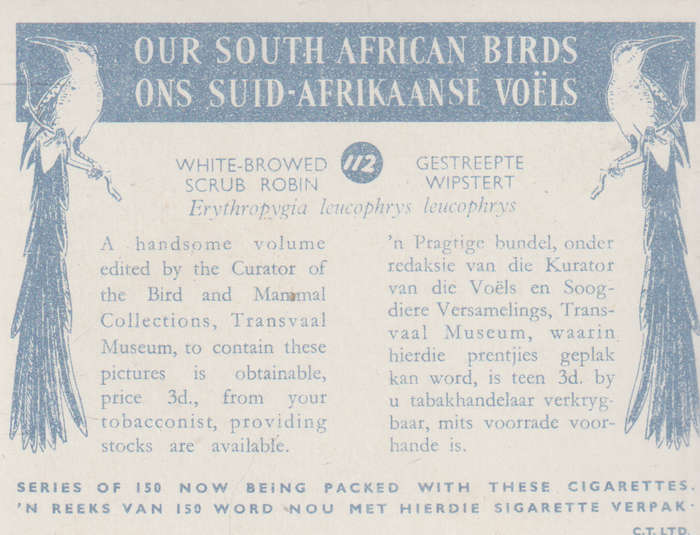 OUR SOUTH AFRICAN BIRDS
ONS SUID-AFRIKAANSE VOËLS
112
WHITE-BROWED
SCRUB ROBIN
GESTREEPTE
WIPSTERT
Erythropygia leucophrys leucophrys
A handsome volume
edited by the Curator of
the Bird and Mammal
Collections, Transvaal
Museum, to contain these
pictures is obtainable,
price 3d., from your
tobacconist, providing
stocks are available.
'n Pragtige bundel, onder
redaksie van die Kurator
van die Voëls en Soog-
diere Versamelings, Trans-
vaal Museum, waarin
hierdie prentjies geplak
kan word, is teen 3d. by
u tabakhandelaar verkryg-
baar, mits voorrade voor-
hande is.
SERIES OF 150 NOW BEING PACKED WITH THESE CIGARETTES.
'N REEKS VAN 150 WORD NOU MET HIERDIE SIGARETTE VERPAK.
C.T. LTD.